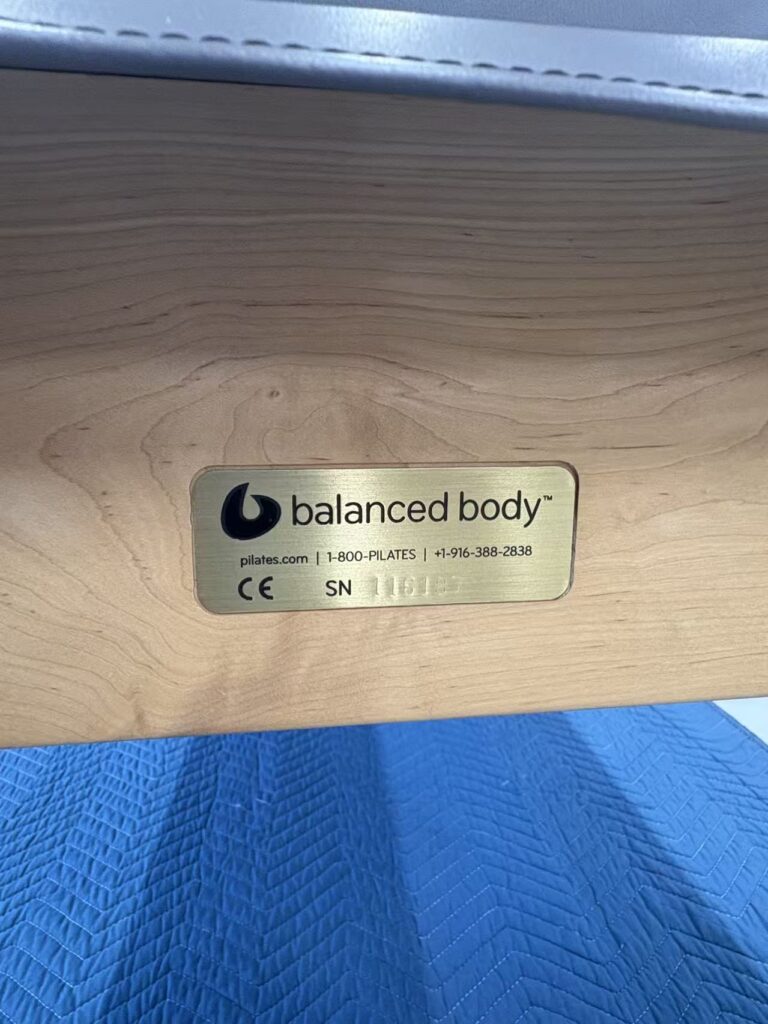 balanced body™
pilates.com | 1-800-PILATES | +1-916-388-2838
CE SN